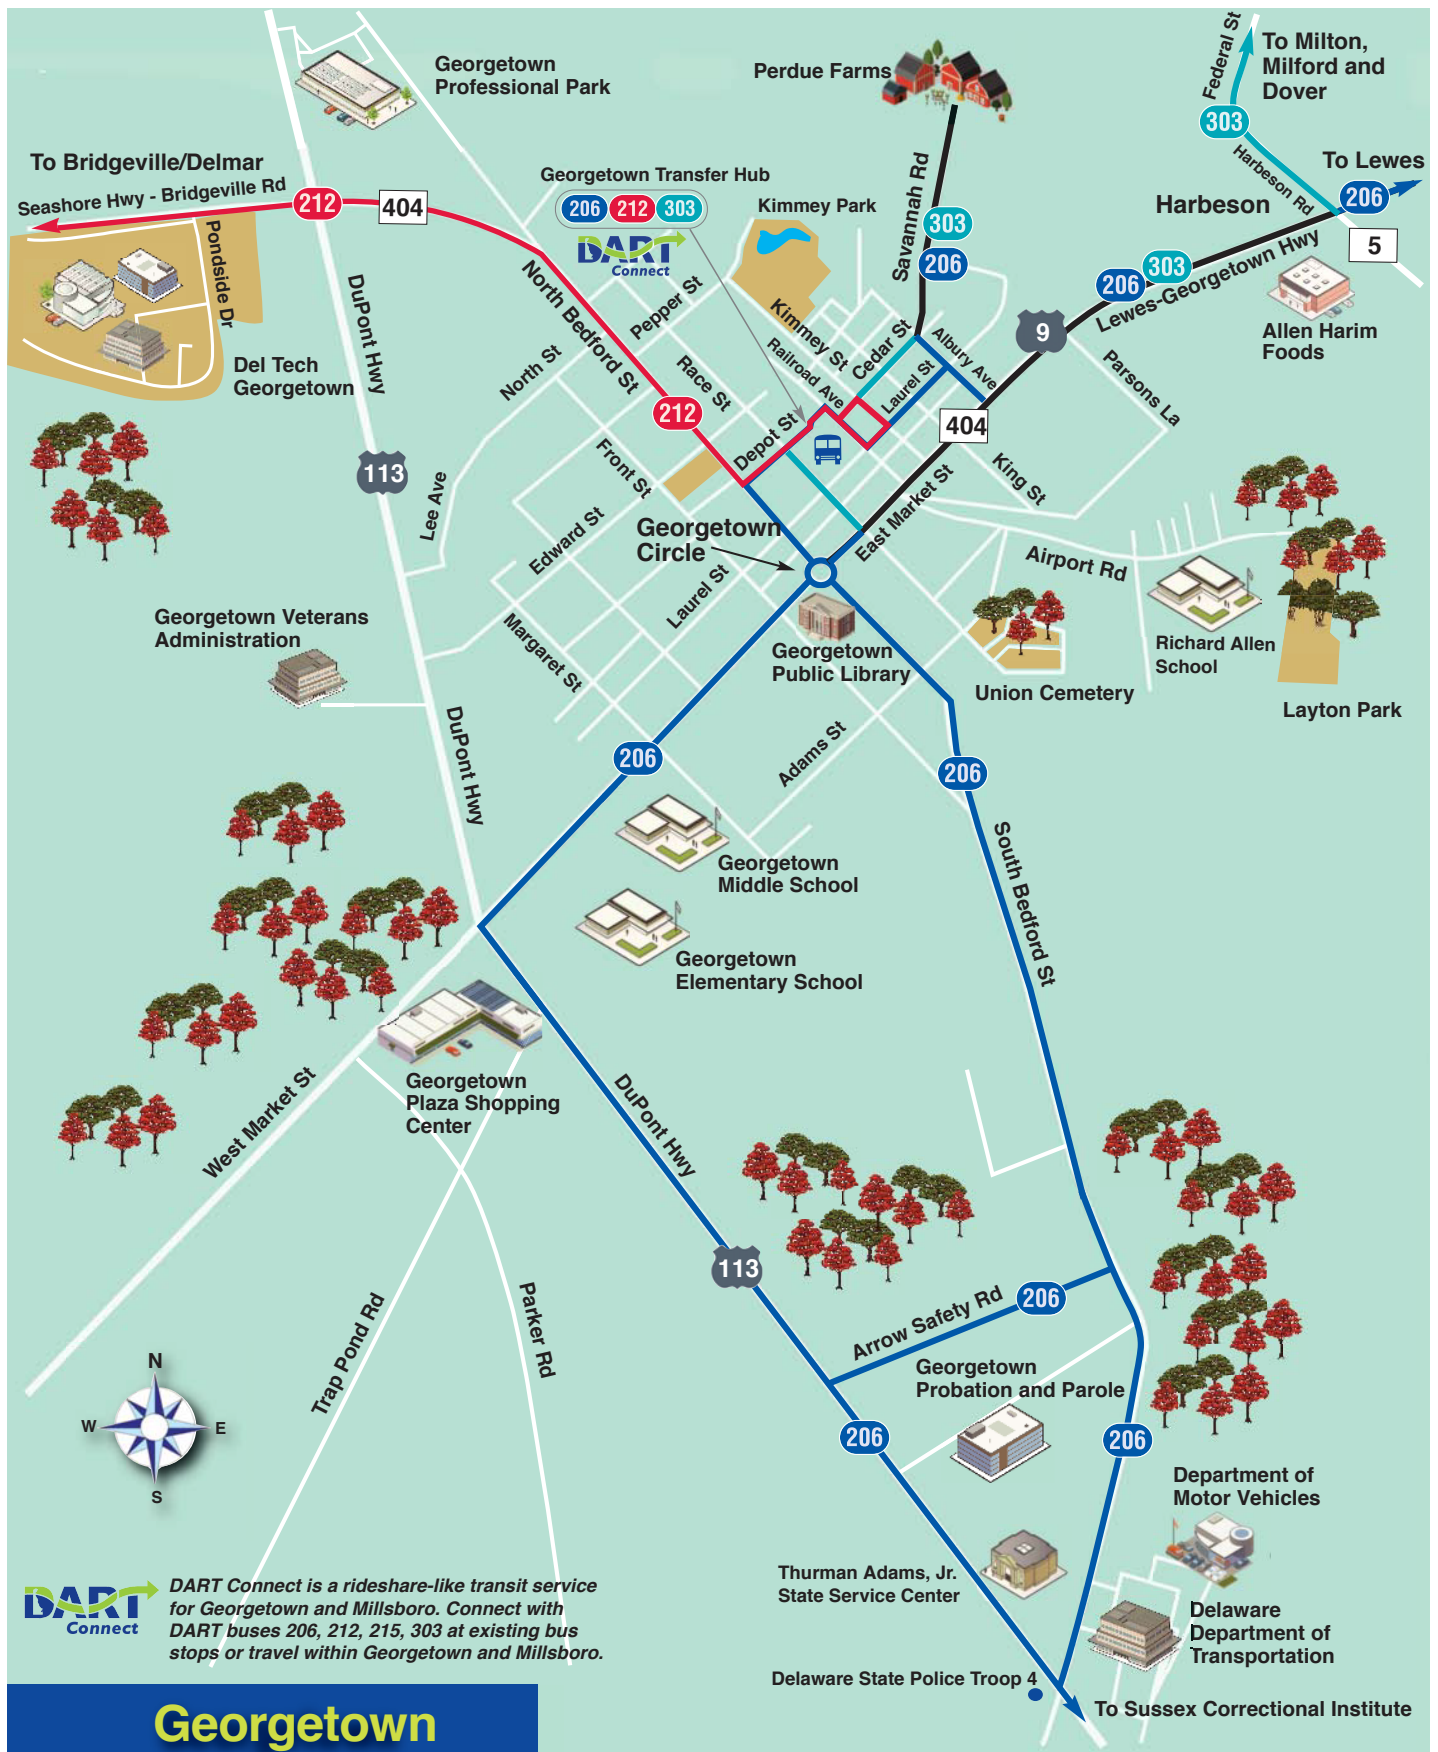 Georgetown
Professional Park
Perdue Farms
Federal St
To Milton,
Milford and
Dover
303
Harbeson Rd
To Lewes
206
Harbeson
5
To Bridgeville/Delmar
Seashore Hwy - Bridgeville Rd
212
404
Georgetown Transfer Hub
206 212 303
DART
Connect
Kimmey Park
Savannah Rd
303
206
206
303
Lewes-Georgetown Hwy
Allen Harim
Foods
9
Pondside Dr
Del Tech
Georgetown
DuPont Hwy
North Bedford St
Pepper St
North St
Race St
Kimmey St
Railroad Ave
Cedar St
Laurel St
Albury Ave
Parsons La
212
404
Depot St
Front St
113
Lee Ave
Edward St
Georgetown
Circle
East Market St
King St
Airport Rd
Laurel St
Margaret St
Georgetown Veterans
Administration
Georgetown
Public Library
Union Cemetery
Richard Allen
School
Layton Park
DuPont Hwy
206
Adams St
206
Georgetown
Middle School
Georgetown
Elementary School
South Bedford St
Georgetown
Plaza Shopping
Center
West Market St
DuPont Hwy
113
Trap Pond Rd
Parker Rd
Arrow Safety Rd
206
Georgetown
Probation and Parole
206
206
N
W
E
S
Department of
Motor Vehicles
Thurman Adams, Jr.
State Service Center
Delaware
Department of
Transportation
Delaware State Police Troop 4
To Sussex Correctional Institute
DART
Connect
DART Connect is a rideshare-like transit service
for Georgetown and Millsboro. Connect with
DART buses 206, 212, 215, 303 at existing bus
stops or travel within Georgetown and Millsboro.
Georgetown